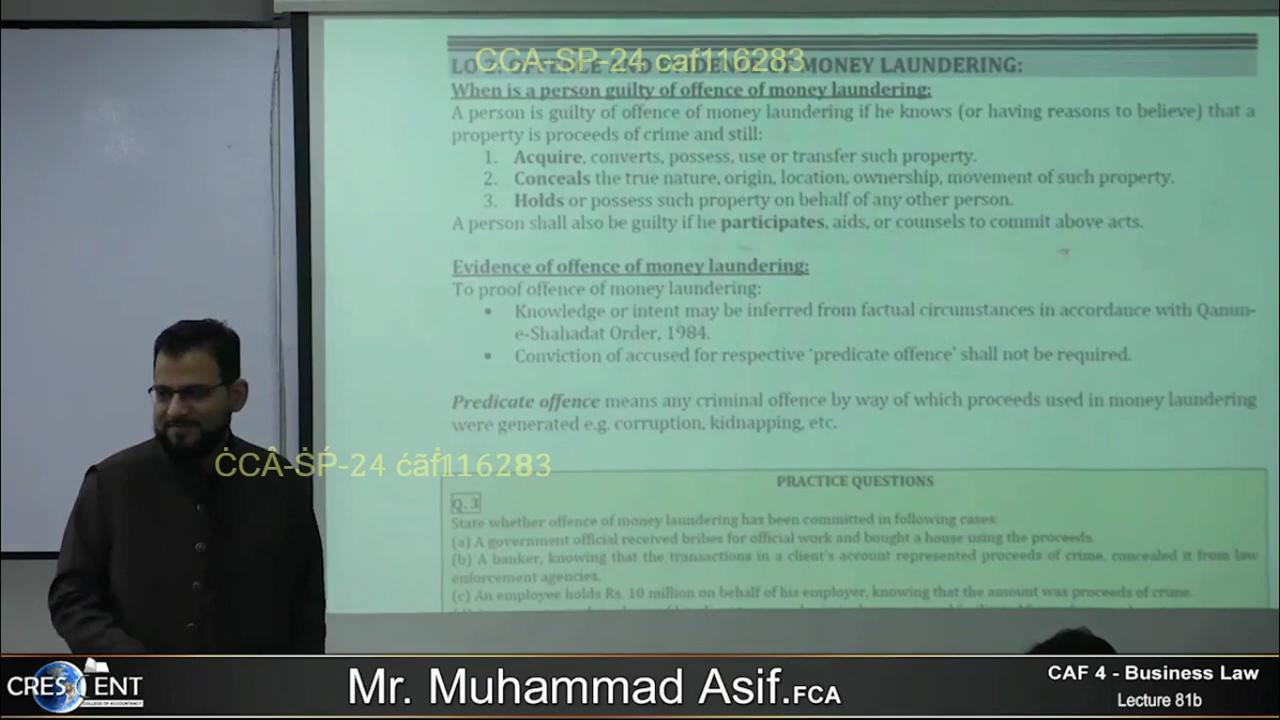 CCA-SP-24 caf116283
MONEY LAUNDERING:
When is a person guilty of offence of money laundering:
A person is guilty of offence of money laundering if he knows (or having reasons to believe) that a
property is proceeds of crime and still:
1. Acquire, converts, possess, use or transfer such property.
2. Conceals the true nature, origin, location, ownership, movement of such property.
3. Holds or possess such property on behalf of any other person.
A person shall also be guilty if he participates, aids, or counsels to commit above acts.
Evidence of offence of money laundering:
To proof offence of money laundering:
• Knowledge or intent may be inferred from factual circumstances in accordance with Qanun-
e-Shahadat Order, 1984.
• Conviction of accused for respective 'predicate offence' shall not be required.
Predicate offence means any criminal offence by way of which proceeds used in money laundering
were generated e.g. corruption, kidnapping, etc.
ĊCÂ-ṠṔ-24 ćãḟ116283
PRACTICE QUESTIONS
Q. 3
State whether offence of money laundering has been committed in following cases:
(a) A government official received bribes for official work and bought a house using the proceeds.
(b) A banker, knowing that the transactions in a client's account represented proceeds of crime, concealed it from law
enforcement agencies.
(c) An employee holds Rs. 10 million on behalf of his employer, knowing that the amount was proceeds of crime.
CRESCENT
COLLEGE OF ACCOUNTANCY
Mr. Muhammad Asif.FCA
CAF 4 - Business Law
Lecture 81b